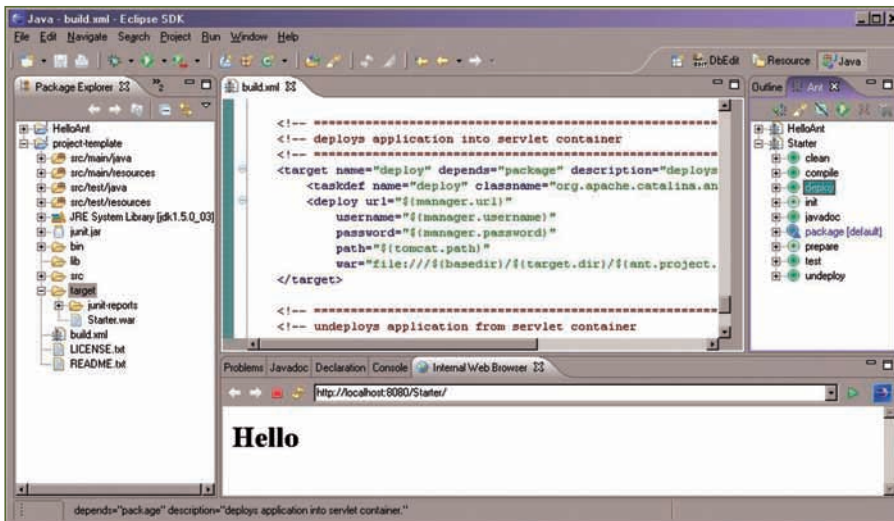 Java - build.xml - Eclipse SDK
File Edit Navigate Search Project Run Window Help
DbEdit Resource Java
Package Explorer
2
HelloAnt
project-template
src/main/java
src/main/resources
src/test/java
src/test/resources
JRE System Library [jdk1.5.0_03]
junit.jar
bin
lib
src
target
junit-reports
Starter.war
build.xml
LICENSE.txt
README.txt
build.xml
<!-- ==================================================
<!-- deploys application into servlet container
<!-- ==================================================
<target name="deploy" depends="package" description="deploys
<taskdef name="deploy" classname="org.apache.catalina.an
<deploy url="${manager.url}"
username="${manager.username}"
password="${manager.password}"
path="${tomcat.path}"
war="file:///${basedir}/${target.dir}/${ant.project.
</target>
<!-- ==================================================
<!-- undeploys application from servlet container
Outline Ant
HelloAnt
Starter
clean
compile
deploy
init
javadoc
package [default]
prepare
test
undeploy
Problems Javadoc Declaration Console Internal Web Browser
http://localhost:8080/Starter/
Hello
depends="package" description="deploys application into servlet container."